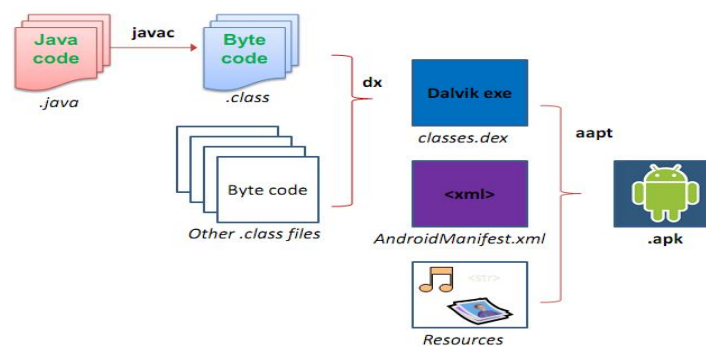 Java
code
.java
javac
Byte
code
.class
Byte code
Other .class files
dx
Dalvik exe
classes.dex
<xml>
AndroidManifest.xml
<str>
Resources
aapt
.apk